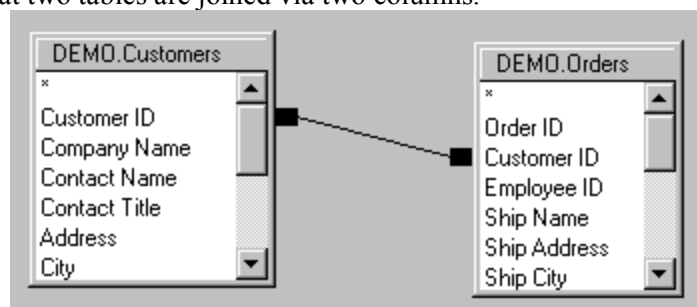 at two tables are joined via two columns.
DEMO.Customers
*
Customer ID
Company Name
Contact Name
Contact Title
Address
City
DEMO.Orders
*
Order ID
Customer ID
Employee ID
Ship Name
Ship Address
Ship City